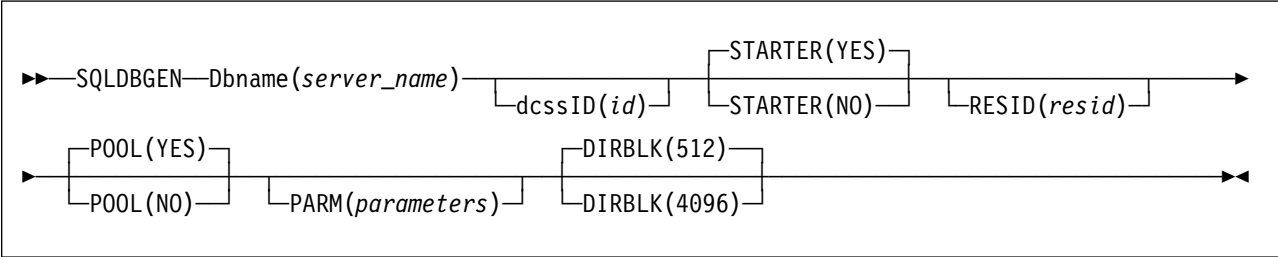 STARTER(YES)
SQLDBGEN Dbname(server_name)
dcssID(id) STARTER(NO) RESID(resid)
POOL(YES) DIRBLK(512)
POOL(NO) PARM(parameters) DIRBLK(4096)